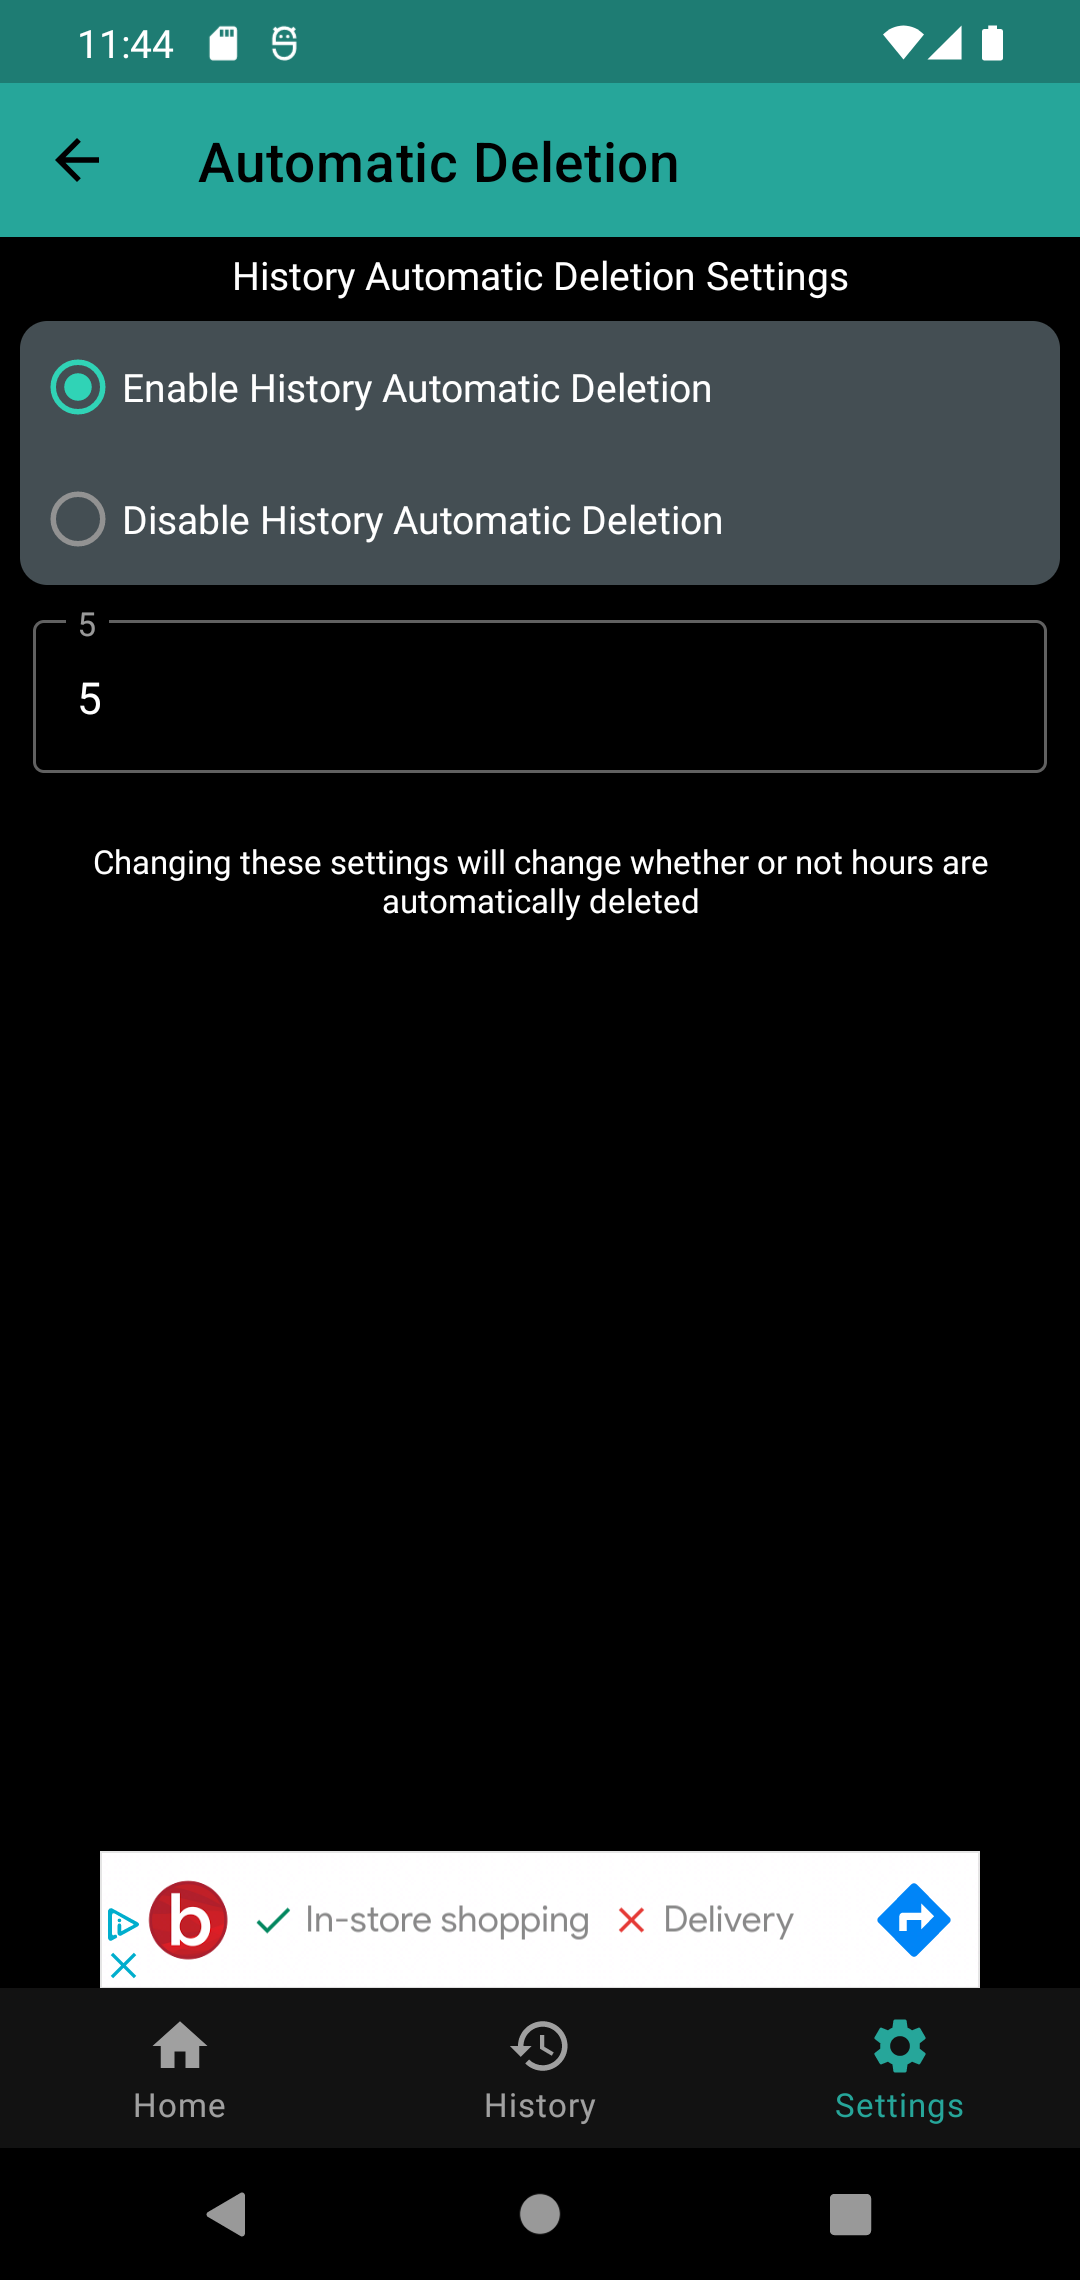 11:44
Automatic Deletion
History Automatic Deletion Settings
Enable History Automatic Deletion
Disable History Automatic Deletion
5
5
Changing these settings will change whether or not hours are
automatically deleted
b In-store shopping Delivery
Home History Settings